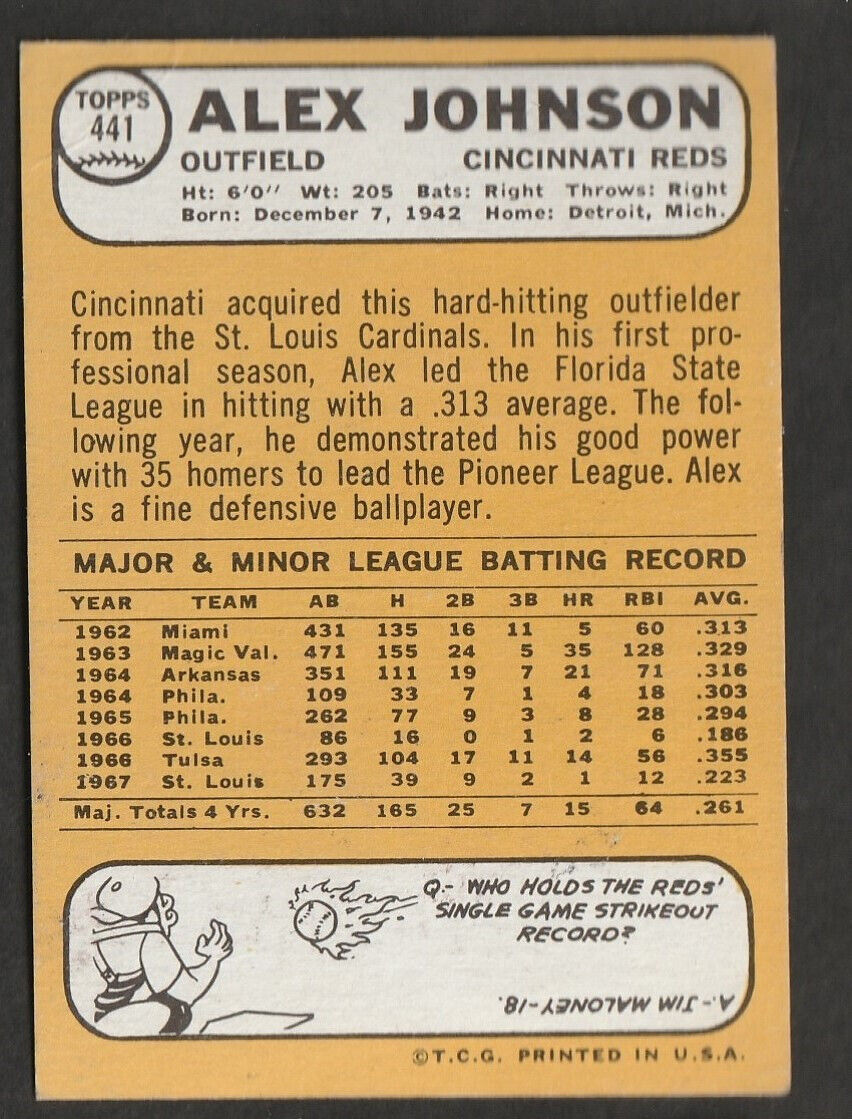 TOPPS
441
ALEX JOHNSON
OUTFIELD CINCINNATI REDS
Ht: 6'0" Wt: 205 Bats: Right Throws: Right
Born: December 7, 1942 Home: Detroit, Mich.
Cincinnati acquired this hard-hitting outfielder
from the St. Louis Cardinals. In his first pro-
fessional season, Alex led the Florida State
League in hitting with a .313 average. The fol-
lowing year, he demonstrated his good power
with 35 homers to lead the Pioneer League. Alex
is a fine defensive ballplayer.
MAJOR & MINOR LEAGUE BATTING RECORD
YEAR TEAM AB H 2B 3B HR RBI AVG.
1962 Miami 431 135 16 11 5 60 .313
1963 Magic Val. 471 155 24 5 35 128 .329
1964 Arkansas 351 111 19 7 21 71 .316
1964 Phila. 109 33 7 1 4 18 .303
1965 Phila. 262 77 9 3 8 28 .294
1966 St. Louis 86 16 0 1 2 6 .186
1966 Tulsa 293 104 17 11 14 56 .355
1967 St. Louis 175 39 9 2 1 12 .223
Maj. Totals 4 Yrs. 632 165 25 7 15 64 .261
Q.- WHO HOLDS THE REDS'
SINGLE GAME STRIKEOUT
RECORD?
A.- JIM MALONEY-18.
©T.C.G. PRINTED IN U.S.A.